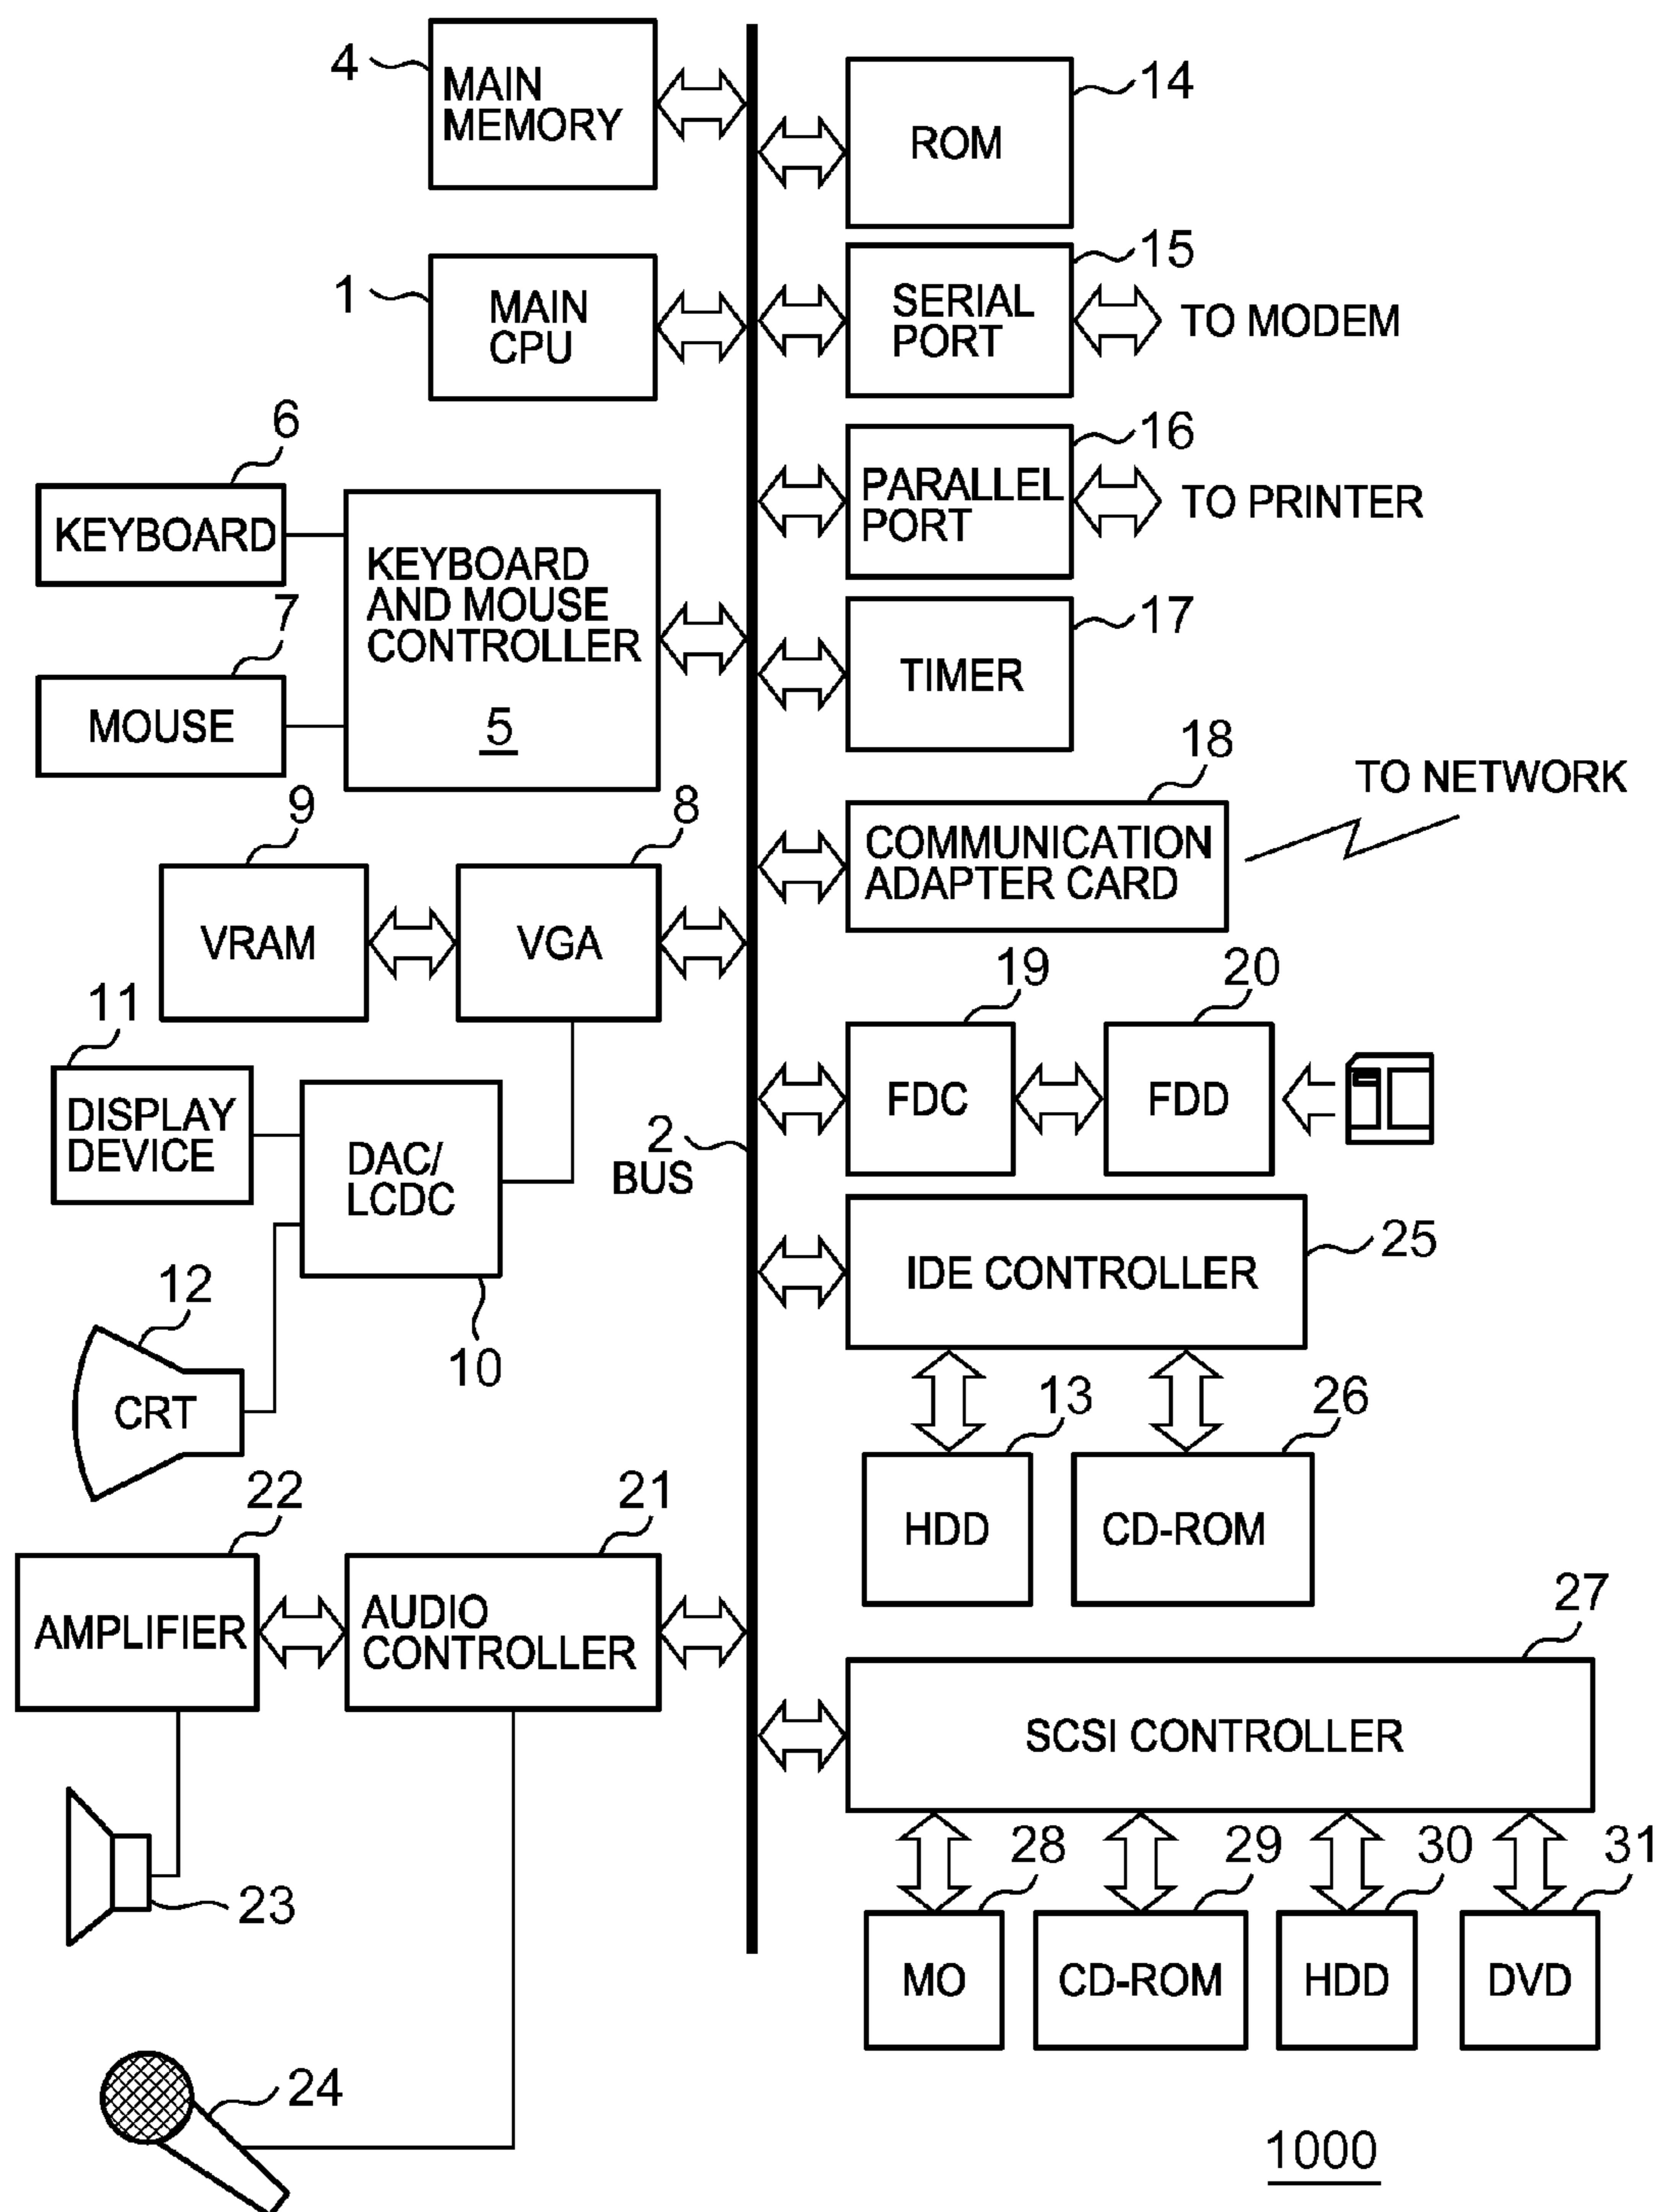 4
MAIN
MEMORY
14
ROM
1
MAIN
CPU
15
SERIAL
PORT
TO MODEM
16
PARALLEL
PORT
TO PRINTER
6
KEYBOARD
7
MOUSE
KEYBOARD
AND MOUSE
CONTROLLER
5
17
TIMER
18
COMMUNICATION
ADAPTER CARD
TO NETWORK
9
VRAM
8
VGA
19
FDC
20
FDD
11
DISPLAY
DEVICE
DAC/
LCDC
10
2
BUS
12
CRT
25
IDE CONTROLLER
13
HDD
26
CD-ROM
22
AMPLIFIER
21
AUDIO
CONTROLLER
27
SCSI CONTROLLER
23
28
MO
29
CD-ROM
30
HDD
31
DVD
24
1000